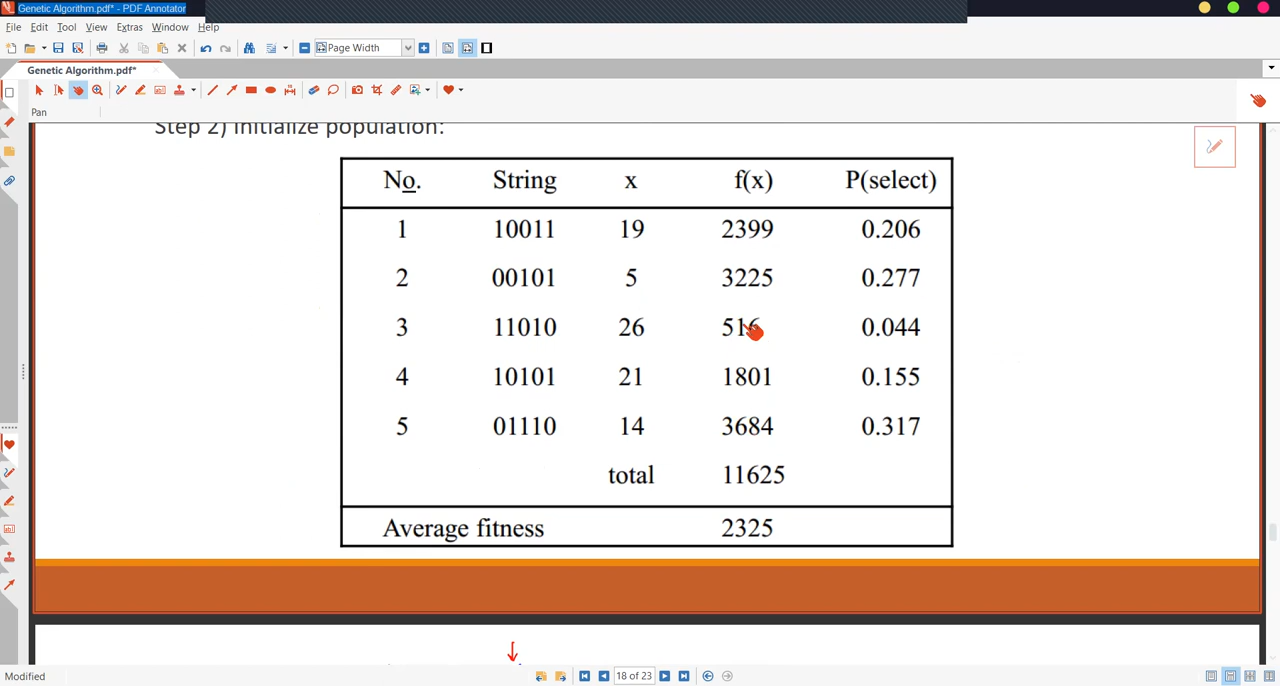 Genetic Algorithm.pdf* - PDF Annotator
File Edit Tool View Extras Window Help
Page Width
Genetic Algorithm.pdf*
Pan
Step 2) Initialize population:
No. String x f(x) P(select)
1 10011 19 2399 0.206
2 00101 5 3225 0.277
3 11010 26 516 0.044
4 10101 21 1801 0.155
5 01110 14 3684 0.317
total 11625
Average fitness 2325
Modified 18 of 23